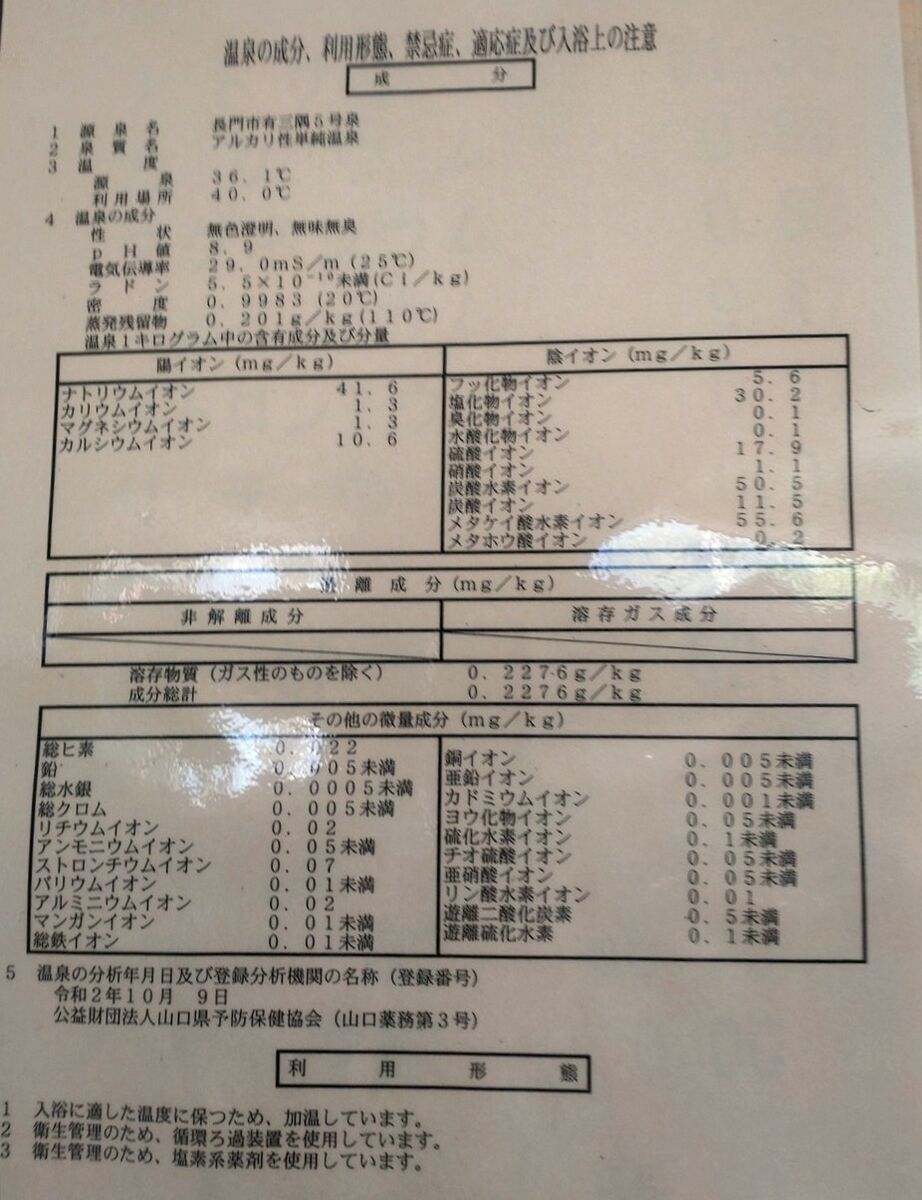 温泉の成分、利用形態、禁忌症、適応症及び入浴上の注意
成分
1 源泉名 長門市有三隅5号泉
2 泉質名 アルカリ性単純温泉
3 温度
源泉 36.1℃
利用場所 40.0℃
4 温泉の成分
性状 無色澄明、無味無臭
pH値 8.9
電気伝導率 29.0mS/m(25℃)
ラドン 5.5×10⁻¹⁰未満(Ci/kg)
密度 0.9983(20℃)
蒸発残留物 0.201g/kg(110℃)
温泉1キログラム中の含有成分及び分量
陽イオン(mg/kg) 陰イオン(mg/kg)
ナトリウムイオン 41.6
カリウムイオン 1.3
マグネシウムイオン 1.3
カルシウムイオン 10.6
フッ化物イオン 5.6
塩化物イオン 30.2
臭化物イオン 0.1
水酸化物イオン 0.1
硫酸イオン 17.9
硝酸イオン 1.1
炭酸水素イオン 50.5
炭酸イオン 11.5
メタケイ酸水素イオン 55.6
メタホウ酸イオン 0.2
離成分(mg/kg)
非解離成分 溶存ガス成分
溶存物質(ガス性のものを除く) 0.2276g/kg
成分総計 0.2276g/kg
その他の微量成分(mg/kg)
総ヒ素 0.022
鉛 0.005未満
総水銀 0.0005未満
総クロム 0.005未満
リチウムイオン 0.02
アンモニウムイオン 0.05未満
ストロンチウムイオン 0.07
バリウムイオン 0.01未満
アルミニウムイオン 0.02
マンガンイオン 0.01未満
総鉄イオン 0.01未満
銅イオン 0.005未満
亜鉛イオン 0.005未満
カドミウムイオン 0.001未満
ヨウ化物イオン 0.05未満
硫化水素イオン 0.1未満
チオ硫酸イオン 0.05未満
亜硝酸イオン 0.05未満
リン酸水素イオン 0.01
遊離二酸化炭素 0.5未満
遊離硫化水素 0.1未満
5 温泉の分析年月日及び登録分析機関の名称(登録番号)
令和2年10月 9日
公益財団法人山口県予防保健協会(山口薬務第3号)
利用形態
1 入浴に適した温度に保つため、加温しています。
2 衛生管理のため、循環ろ過装置を使用しています。
3 衛生管理のため、塩素系薬剤を使用しています。